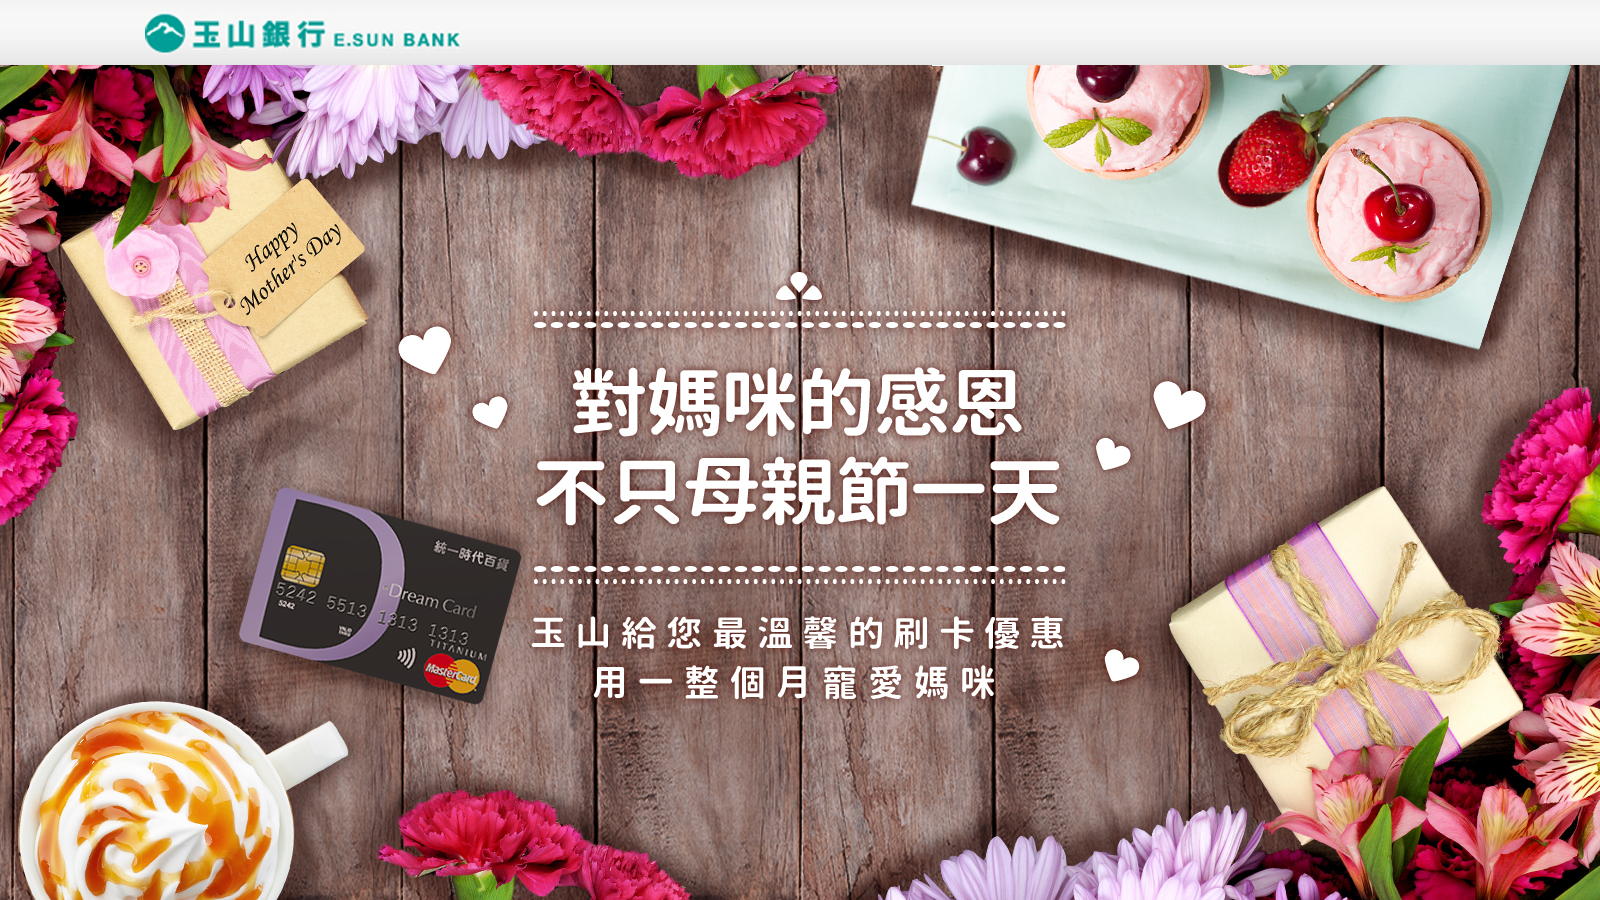 玉山銀行 E.SUN BANK
Happy
Mother's Day
對媽咪的感恩
不只母親節一天
統一時代百貨
Dream Card
5242 5513 1313 1313
5242
VALID
THRU
TITANIUM
MasterCard
玉山給您最溫馨的刷卡優惠
用一整個月寵愛媽咪